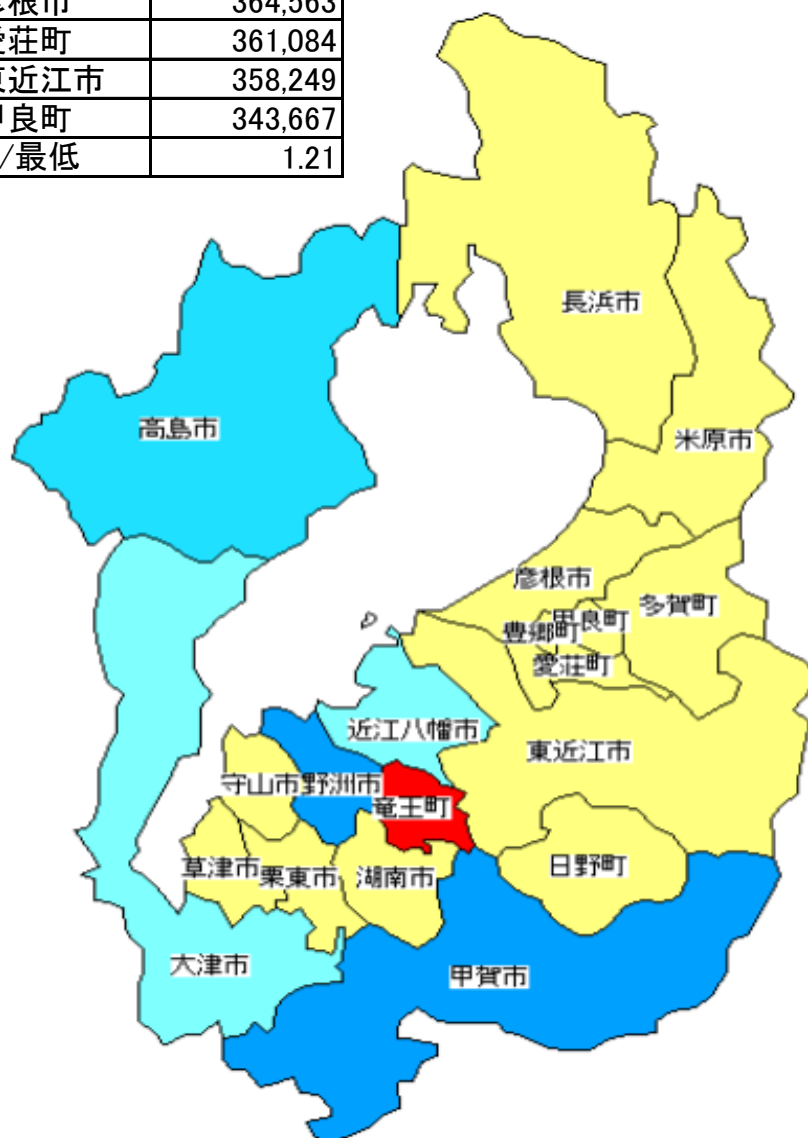 彦根市 364,563
愛荘町 361,084
東近江市 358,249
甲良町 343,667
/最低 1.21
長浜市
高島市
米原市
彦根市
多賀町
甲良町
豊郷町
愛荘町
近江八幡市
東近江市
守山市
野洲市
竜王町
草津市
栗東市
湖南市
日野町
大津市
甲賀市